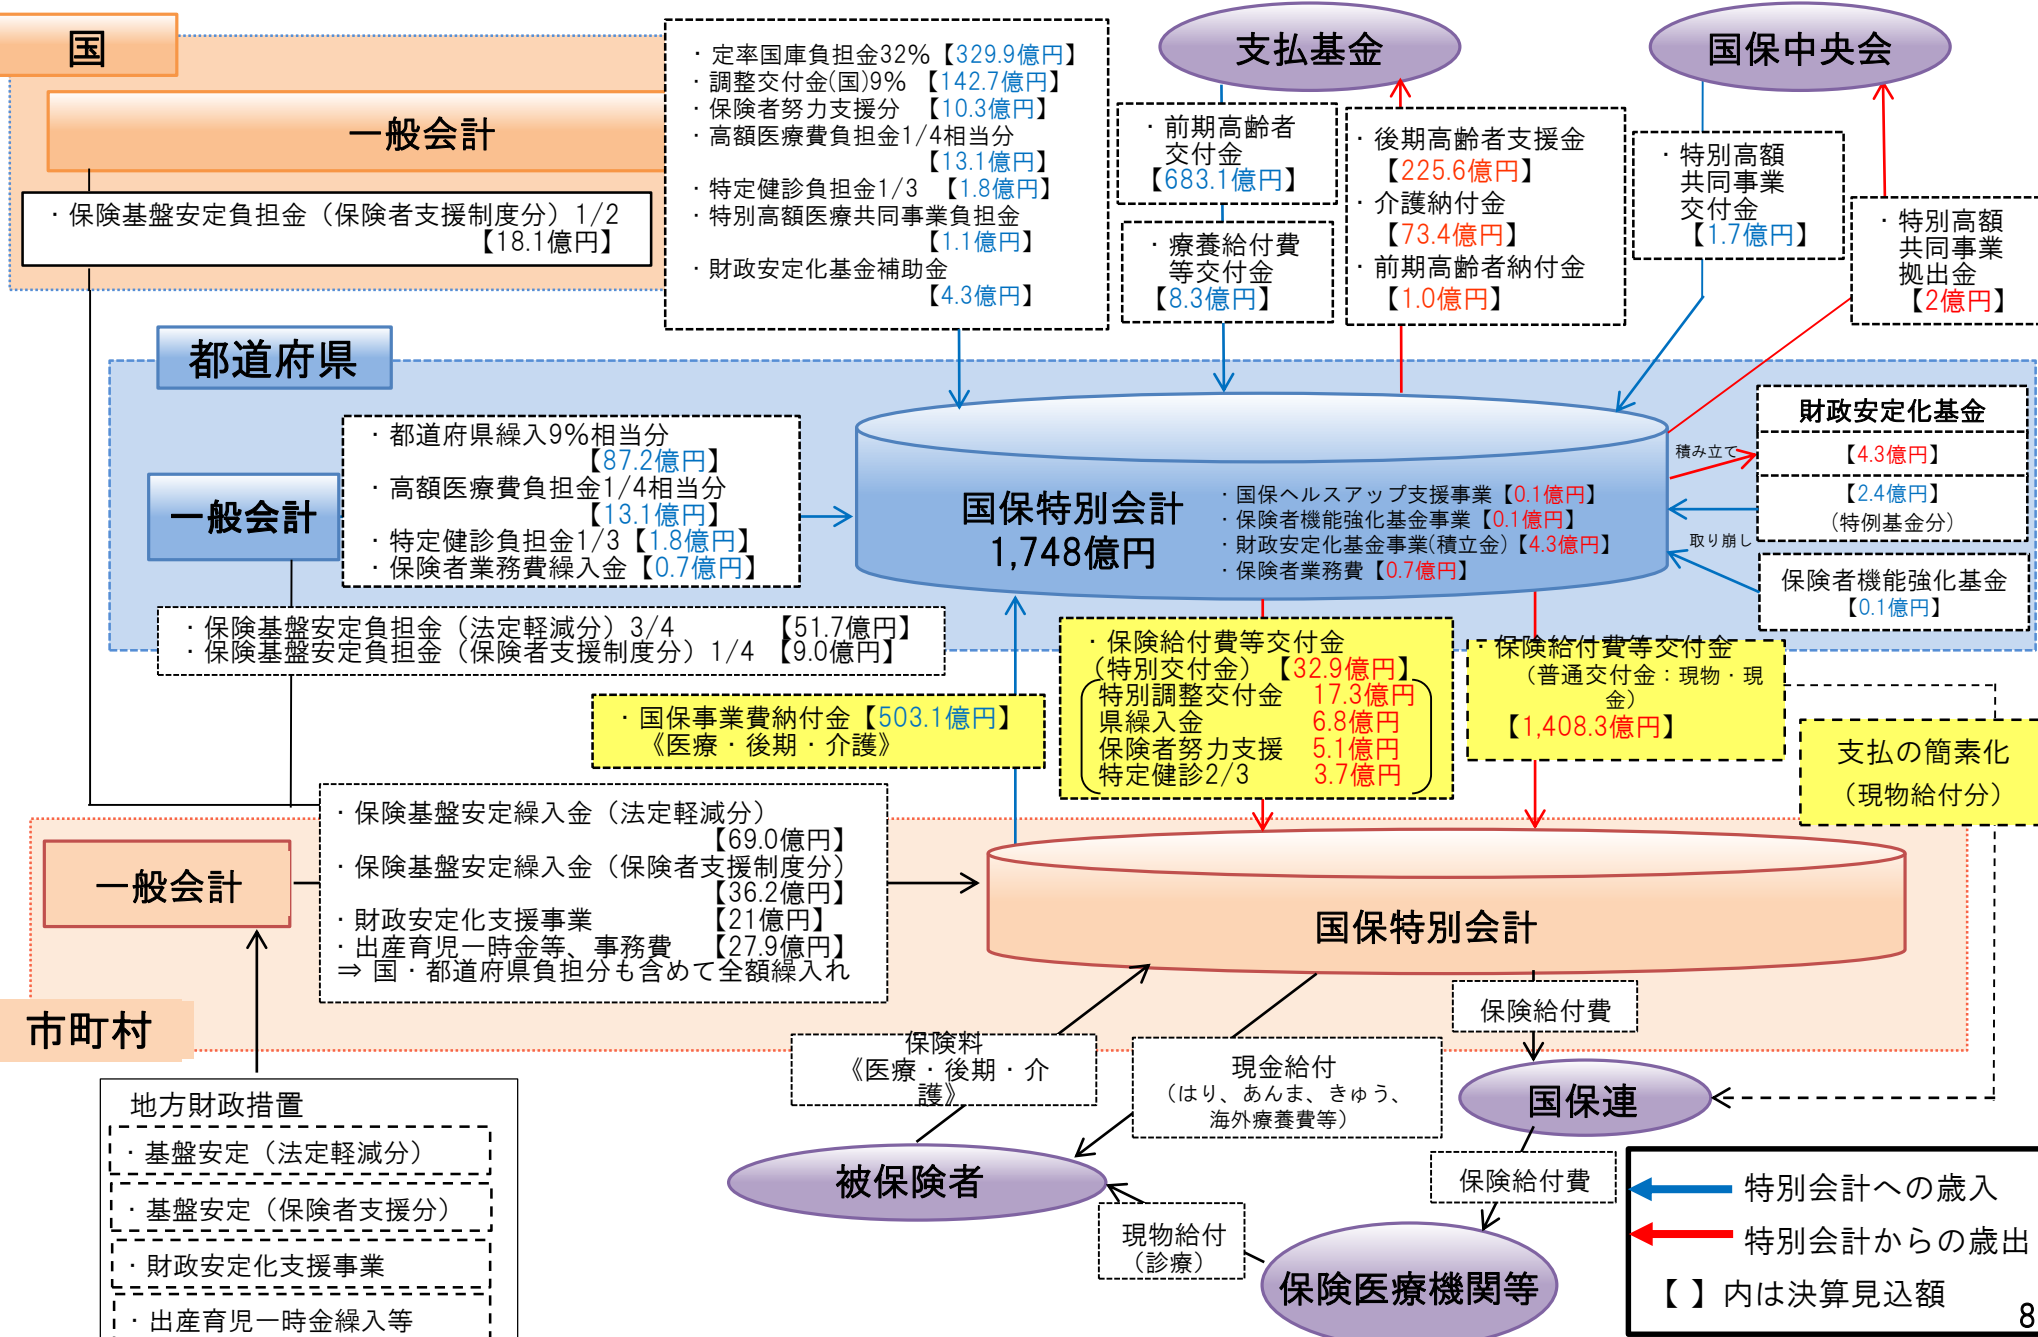 国
一般会計
・保険基盤安定負担金（保険者支援制度分）1/2
【18.1億円】
・定率国庫負担金32%【329.9億円】
・調整交付金(国)9% 【142.7億円】
・保険者努力支援分 【10.3億円】
・高額医療費負担金1/4相当分
【13.1億円】
・特定健診負担金1/3 【1.8億円】
・特別高額医療共同事業負担金
【1.1億円】
・財政安定化基金補助金
【4.3億円】
支払基金
・前期高齢者
交付金
【683.1億円】
・療養給付費
等交付金
【8.3億円】
・後期高齢者支援金
【225.6億円】
・介護納付金
【73.4億円】
・前期高齢者納付金
【1.0億円】
国保中央会
・特別高額
共同事業
交付金
【1.7億円】
・特別高額
共同事業
拠出金
【2億円】
都道府県
一般会計
・都道府県繰入9%相当分
【87.2億円】
・高額医療費負担金1/4相当分
【13.1億円】
・特定健診負担金1/3【1.8億円】
・保険者業務費繰入金【0.7億円】
国保特別会計
1,748億円
・国保ヘルスアップ支援事業【0.1億円】
・保険者機能強化基金事業【0.1億円】
・財政安定化基金事業(積立金)【4.3億円】
・保険者業務費【0.7億円】
積み立て
取り崩し
財政安定化基金
【4.3億円】
【2.4億円】
（特例基金分）
保険者機能強化基金
【0.1億円】
・保険基盤安定負担金（法定軽減分）3/4 【51.7億円】
・保険基盤安定負担金（保険者支援制度分）1/4 【9.0億円】
・国保事業費納付金【503.1億円】
《医療・後期・介護》
・保険給付費等交付金
（特別交付金）【32.9億円】
特別調整交付金 17.3億円
県繰入金 6.8億円
保険者努力支援 5.1億円
特定健診2/3 3.7億円
・保険給付費等交付金
（普通交付金：現物・現
金）
【1,408.3億円】
支払の簡素化
（現物給付分）
一般会計
・保険基盤安定繰入金（法定軽減分）
【69.0億円】
・保険基盤安定繰入金（保険者支援制度分）
【36.2億円】
・財政安定化支援事業 【21億円】
・出産育児一時金等、事務費 【27.9億円】
⇒ 国・都道府県負担分も含めて全額繰入れ
国保特別会計
市町村
保険料
《医療・後期・介
護》
現金給付
（はり、あんま、きゅう、
海外療養費等）
保険給付費
国保連
被保険者
保険給付費
現物給付
（診療）
保険医療機関等
地方財政措置
・基盤安定（法定軽減分）
・基盤安定（保険者支援分）
・財政安定化支援事業
・出産育児一時金繰入等
特別会計への歳入
特別会計からの歳出
【 】内は決算見込額
8